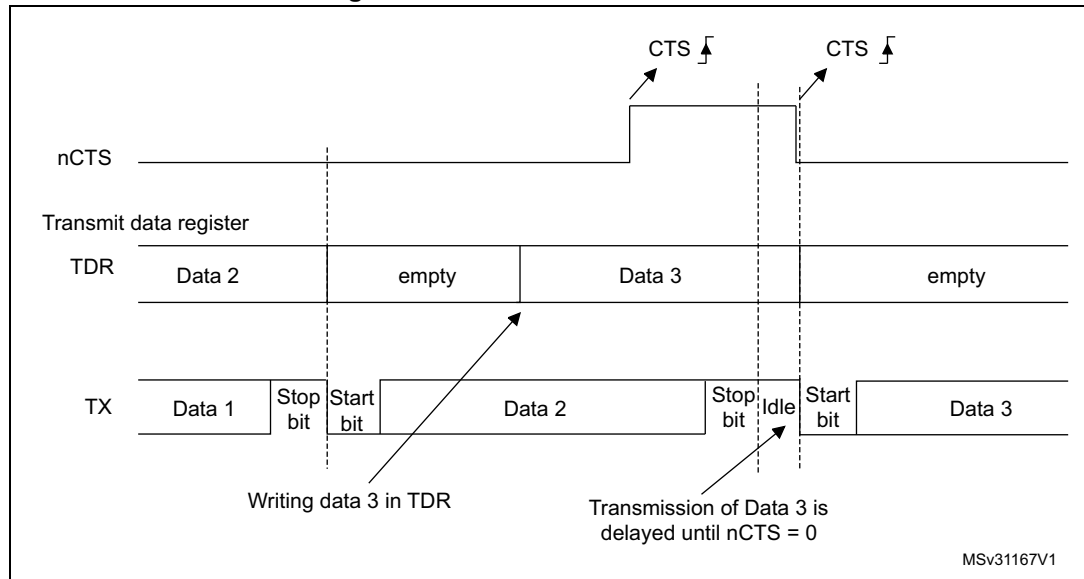 CTS CTS
nCTS
Transmit data register
TDR Data 2 empty Data 3 empty
TX Data 1 Stop bit Start bit Data 2 Stop bit Idle Start bit Data 3
Writing data 3 in TDR
Transmission of Data 3 is
delayed until nCTS = 0
MSv31167V1